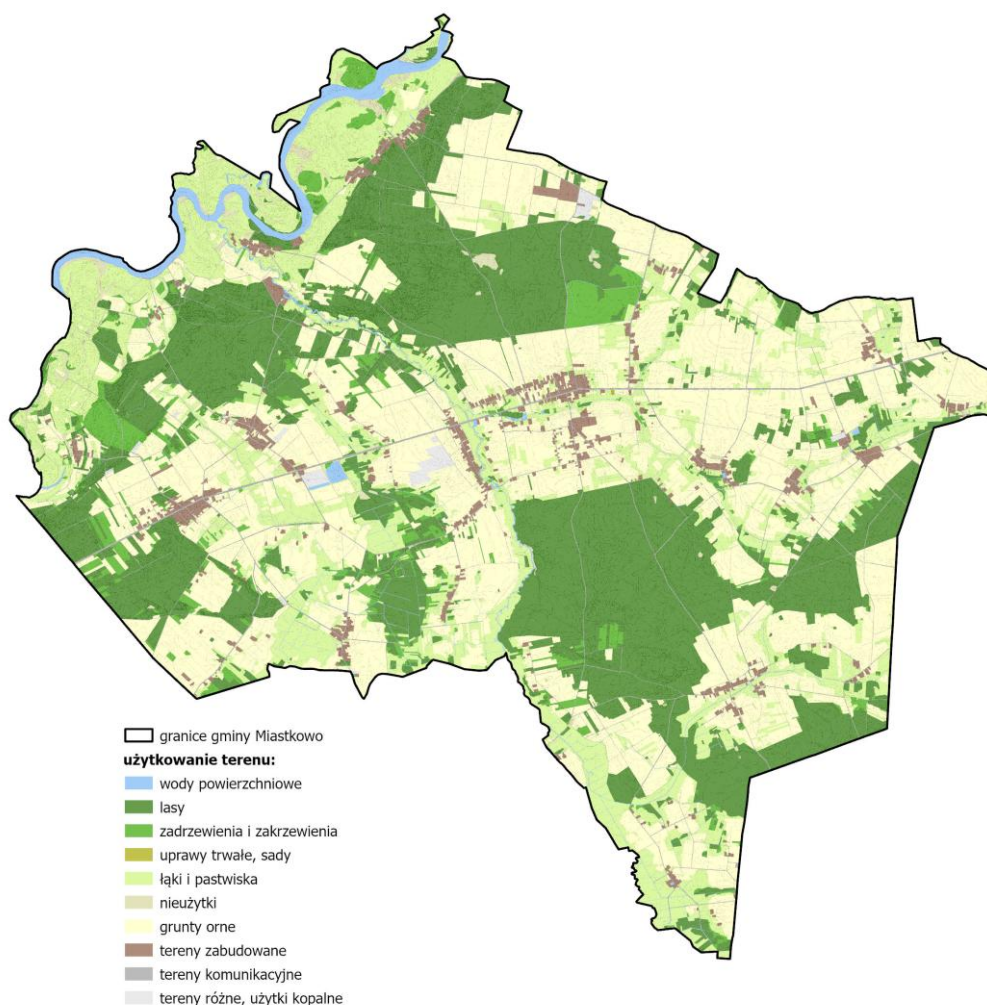 granice gminy Miastkowo
użytkowanie terenu:
wody powierzchniowe
lasy
zadrzewienia i zakrzewienia
uprawy trwałe, sady
łąki i pastwiska
nieużytki
grunty orne
tereny zabudowane
tereny komunikacyjne
tereny różne, użytki kopalne